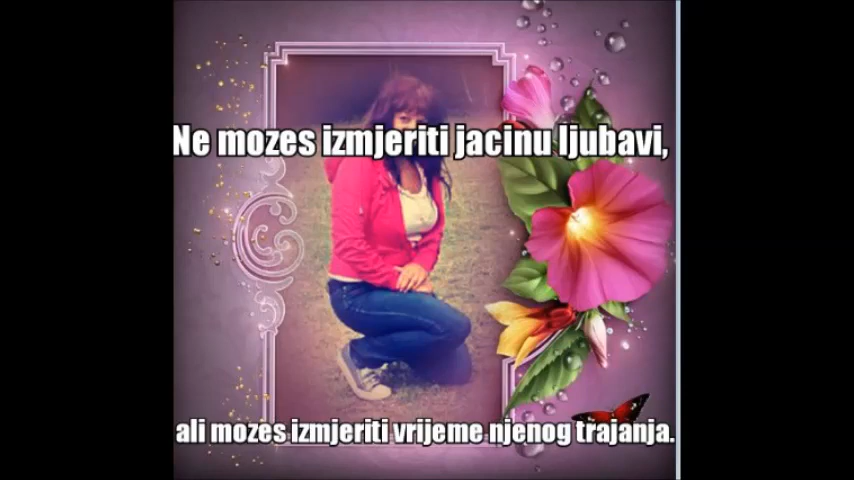 Ne mozes izmjeriti jacinu ljubavi,
ali mozes izmjeriti vrijeme njenog trajanja.